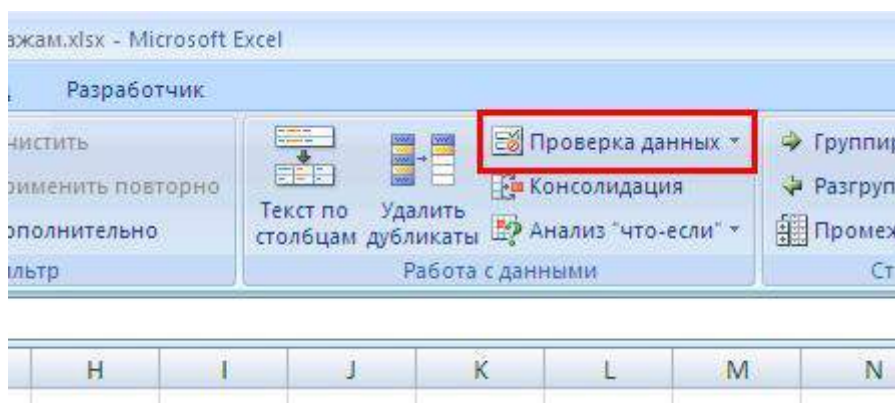 ажам.xlsx - Microsoft Excel
Разработчик
чистить
рименить повторно
ополнительно
ильтр
Текст по столбцам
Удалить дубликаты
Проверка данных
Консолидация
Анализ "что-если"
Работа с данными
Группир
Разгруп
Промеж
Ст
H I J K L M N